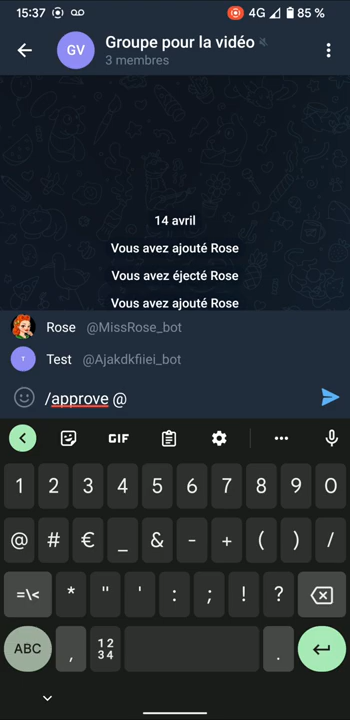 15:37 4G 85 %
GV Groupe pour la vidéo
3 membres
14 avril
Vous avez ajouté Rose
Vous avez éjecté Rose
Vous avez ajouté Rose
Rose @MissRose_bot
T Test @Ajakdkfiiei_bot
/approve @
GIF
1 2 3 4 5 6 7 8 9 0
@ # € _ & - + ( ) /
=\< * " ' : ; ! ?
ABC , 12 34 .